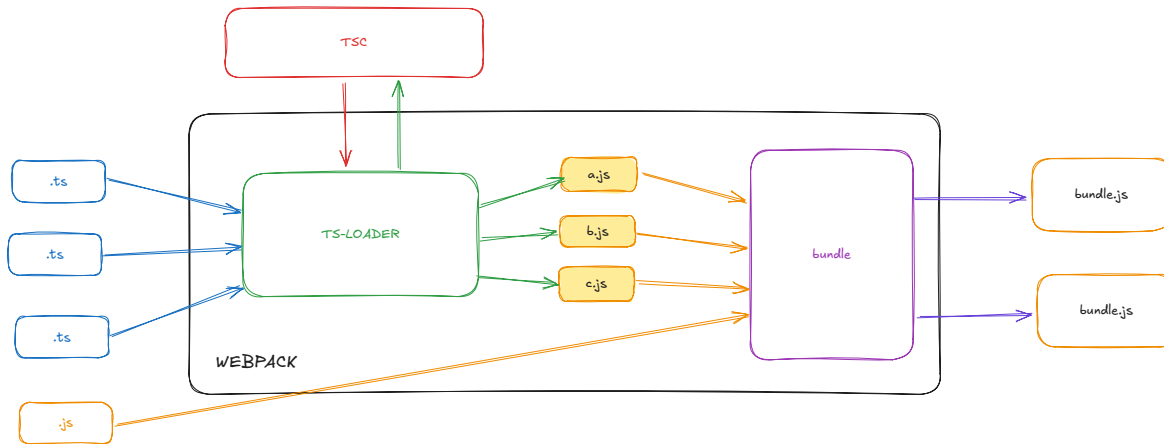 TSC
.ts
a.js
bundle.js
TS-LOADER
b.js
.ts
bundle
c.js
bundle.js
.ts
WEBPACK
.js